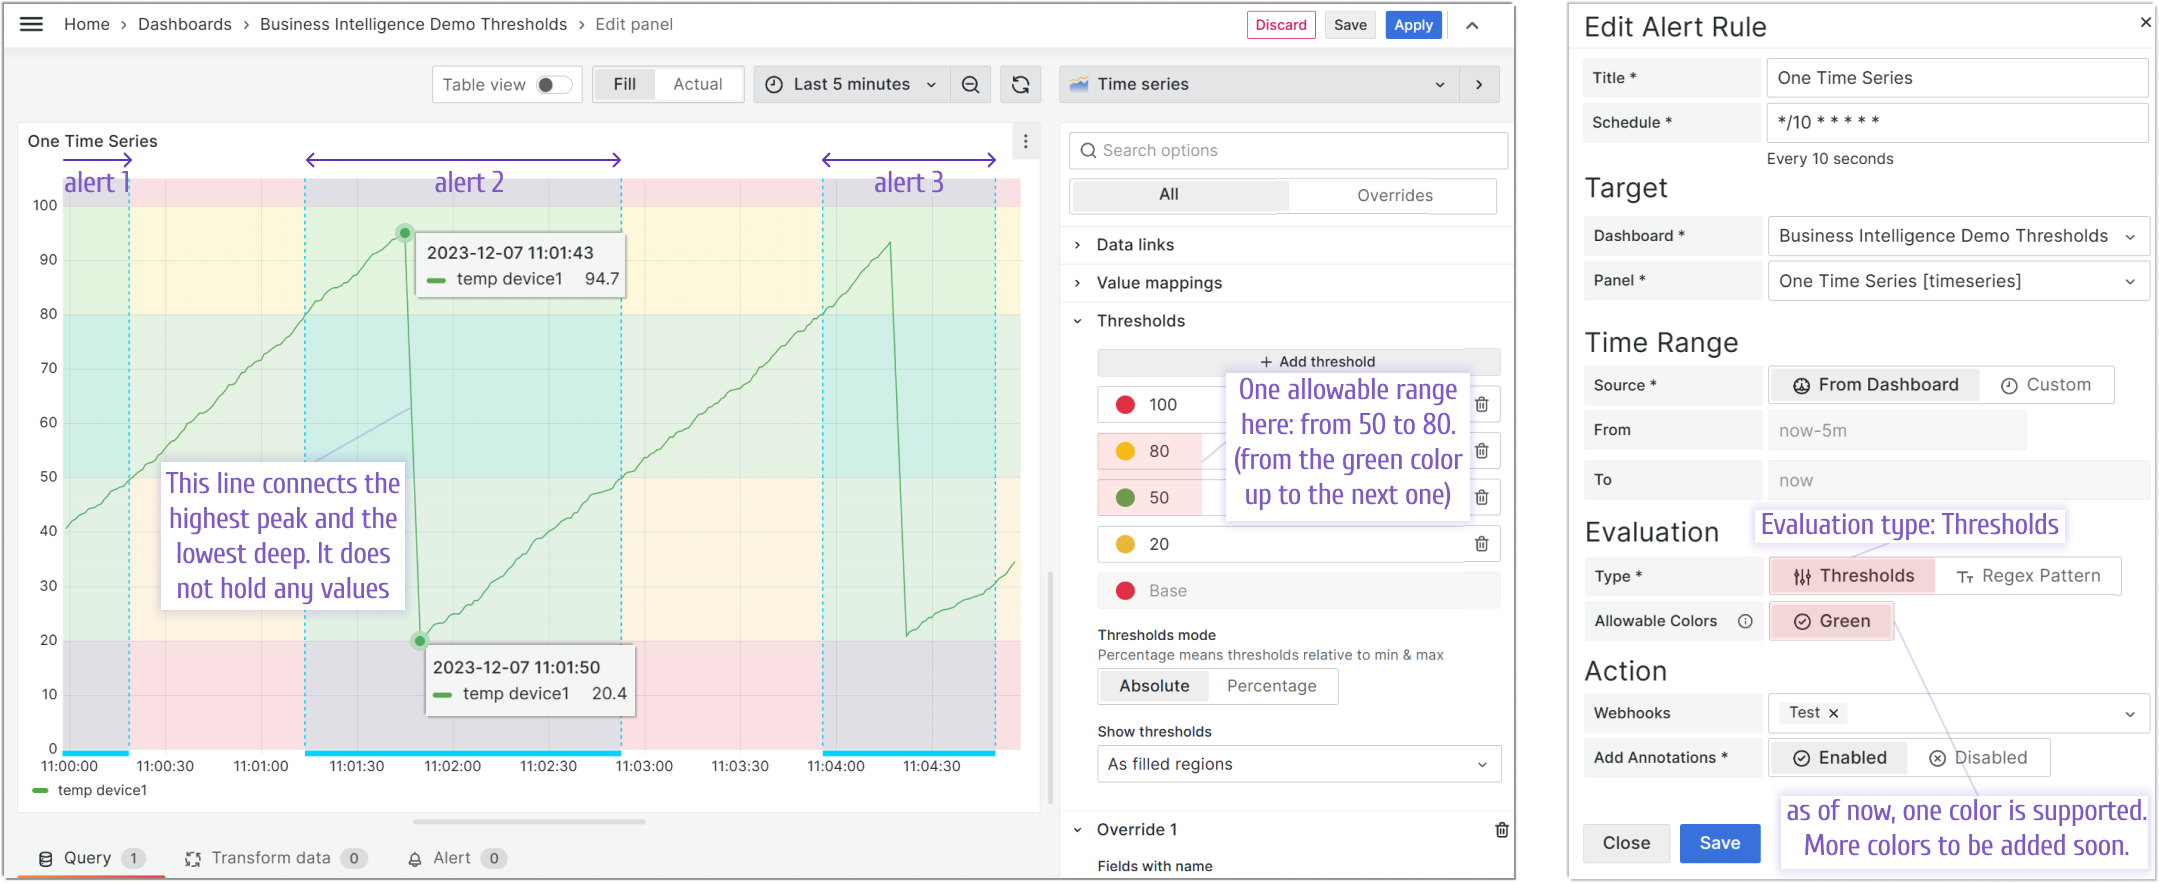 Home › Dashboards › Business Intelligence Demo Thresholds › Edit panel
Discard Save Apply
Table view Fill Actual Last 5 minutes
Time series
One Time Series
alert 1 alert 2 alert 3
100
90
80
70
60
50
40
30
20
10
0
2023-12-07 11:01:43
temp device1 94.7
This line connects the
highest peak and the
lowest deep. It does
not hold any values
2023-12-07 11:01:50
temp device1 20.4
11:00:00 11:00:30 11:01:00 11:01:30 11:02:00 11:02:30 11:03:00 11:03:30 11:04:00 11:04:30
temp device1
Query 1 Transform data 0 Alert 0
Search options
All Overrides
Data links
Value mappings
Thresholds
+ Add threshold
100
80
50
20
Base
One allowable range
here: from 50 to 80.
(from the green color
up to the next one)
Thresholds mode
Percentage means thresholds relative to min & max
Absolute Percentage
Show thresholds
As filled regions
Override 1
Fields with name
Edit Alert Rule
Title * One Time Series
Schedule * */10 * * * * *
Every 10 seconds
Target
Dashboard * Business Intelligence Demo Thresholds
Panel * One Time Series [timeseries]
Time Range
Source * From Dashboard Custom
From now-5m
To now
Evaluation
Evaluation type: Thresholds
Type * Thresholds Regex Pattern
Allowable Colors Green
Action
Webhooks Test ×
Add Annotations * Enabled Disabled
as of now, one color is supported.
More colors to be added soon.
Close Save